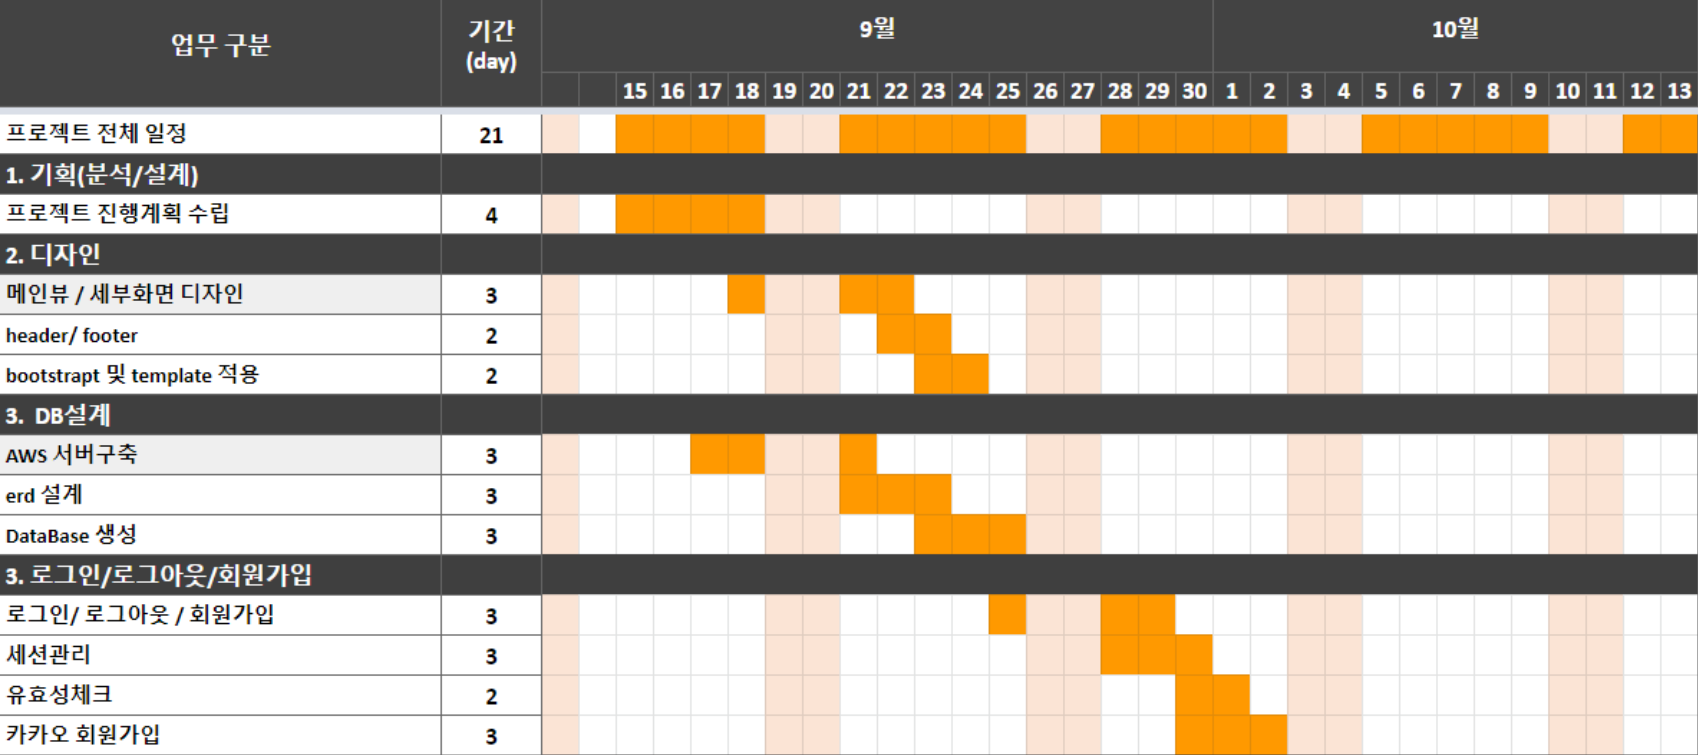 업무 구분
기간
(day)
9월
10월
15 16 17 18 19 20 21 22 23 24 25 26 27 28 29 30 1 2 3 4 5 6 7 8 9 10 11 12 13
프로젝트 전체 일정 21
1. 기획(분석/설계)
프로젝트 진행계획 수립 4
2. 디자인
메인뷰 / 세부화면 디자인 3
header/ footer 2
bootstrapt 및 template 적용 2
3. DB설계
AWS 서버구축 3
erd 설계 3
DataBase 생성 3
3. 로그인/로그아웃/회원가입
로그인/ 로그아웃 / 회원가입 3
세션관리 3
유효성체크 2
카카오 회원가입 3